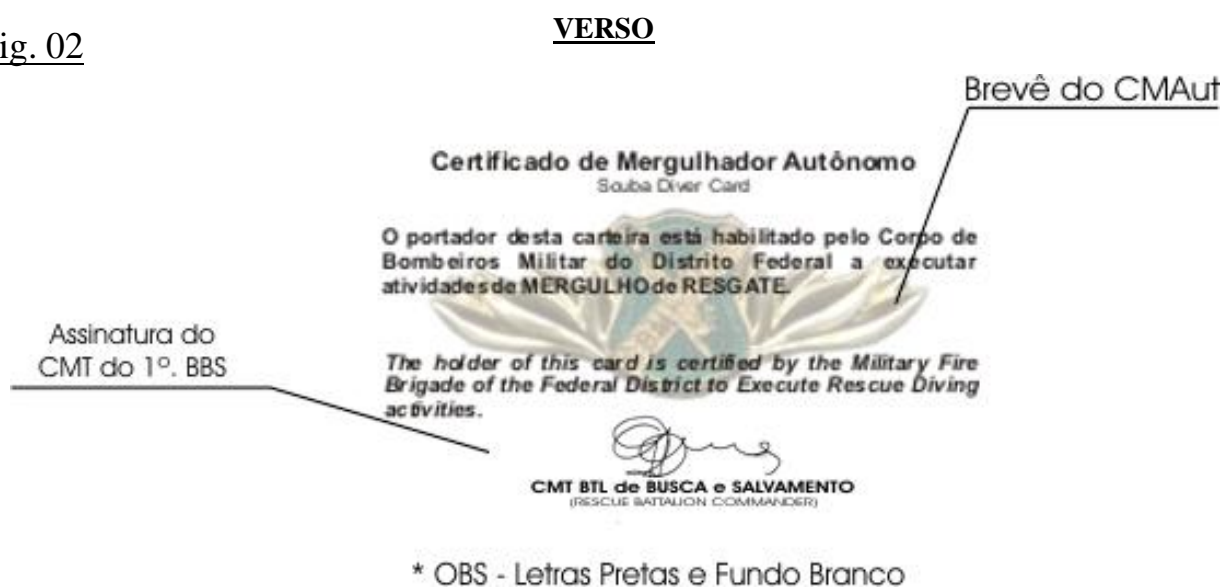 VERSO
ig. 02
Brevê do CMAut
Certificado de Mergulhador Autônomo
Scuba Diver Card
O portador desta carteira está habilitado pelo Corpo de
Bombeiros Militar do Distrito Federal a executar
atividades de MERGULHO de RESGATE.
Assinatura do
CMT do 1º. BBS
The holder of this card is certified by the Military Fire
Brigade of the Federal District to Execute Rescue Diving
activities.
CMT BTL de BUSCA e SALVAMENTO
(RESCUE BATTALION COMMANDER)
* OBS - Letras Pretas e Fundo Branco